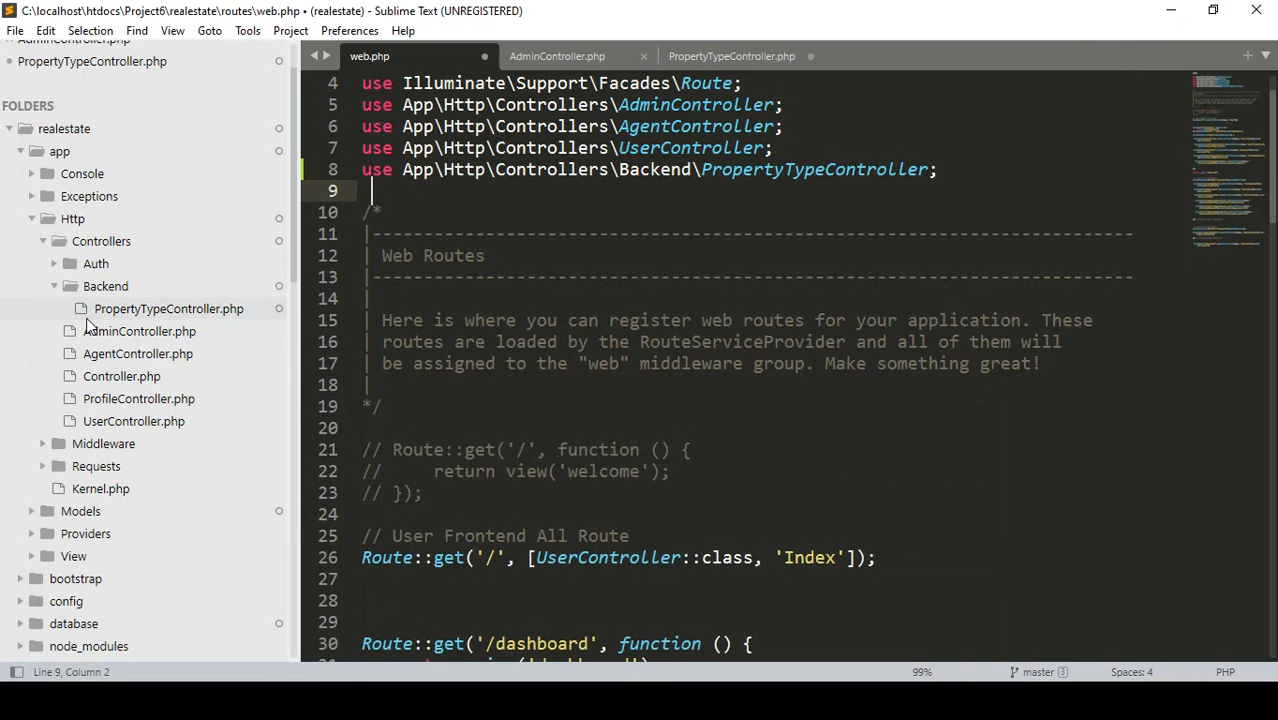 C:\localhost\htdocs\Project6\realestate\routes\web.php • (realestate) - Sublime Text (UNREGISTERED)
File Edit Selection Find View Goto Tools Project Preferences Help
AdminController.php
PropertyTypeController.php
FOLDERS
realestate
app
Console
Exceptions
Http
Controllers
Auth
Backend
PropertyTypeController.php
AdminController.php
AgentController.php
Controller.php
ProfileController.php
UserController.php
Middleware
Requests
Kernel.php
Models
Providers
View
bootstrap
config
database
node_modules
web.php AdminController.php PropertyTypeController.php
4 use Illuminate\Support\Facades\Route;
5 use App\Http\Controllers\AdminController;
6 use App\Http\Controllers\AgentController;
7 use App\Http\Controllers\UserController;
8 use App\Http\Controllers\Backend\PropertyTypeController;
9
10 /*
11 |--------------------------------------------------------------------------
12 | Web Routes
13 |--------------------------------------------------------------------------
14 |
15 | Here is where you can register web routes for your application. These
16 | routes are loaded by the RouteServiceProvider and all of them will
17 | be assigned to the "web" middleware group. Make something great!
18 |
19 */
20
21 // Route::get('/', function () {
22 //     return view('welcome');
23 // });
24
25 // User Frontend All Route
26 Route::get('/', [UserController::class, 'Index']);
27
28
29
30 Route::get('/dashboard', function () {
Line 9, Column 2 99% master 3 Spaces: 4 PHP